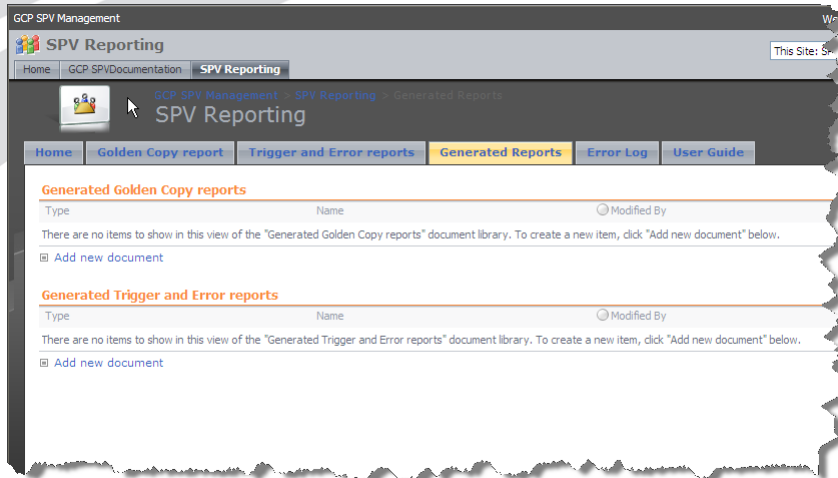 GCP SPV Management
SPV Reporting
This Site:
Home GCP SPVDocumentation SPV Reporting
GCP SPV Management > SPV Reporting > Generated Reports
SPV Reporting
Home Golden Copy report Trigger and Error reports Generated Reports Error Log User Guide
Generated Golden Copy reports
Type Name Modified By
There are no items to show in this view of the "Generated Golden Copy reports" document library. To create a new item, click "Add new document" below.
Add new document
Generated Trigger and Error reports
Type Name Modified By
There are no items to show in this view of the "Generated Trigger and Error reports" document library. To create a new item, click "Add new document" below.
Add new document